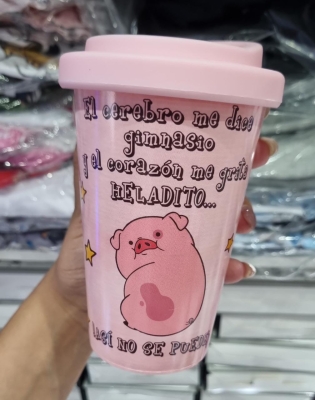 El cerebro me dice
gimnasio
y el corazón me grita
HELADITO...
ASÍ NO SE PUEDE